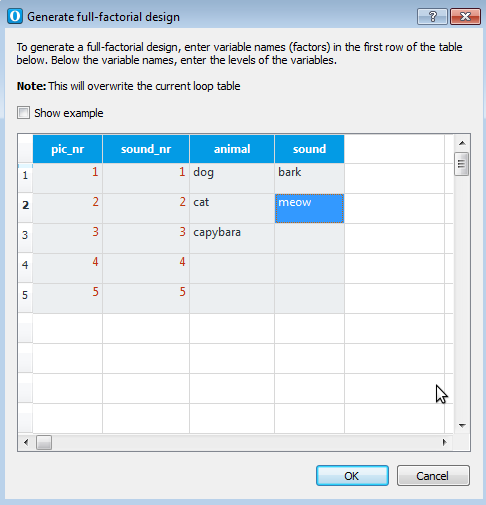 Generate full-factorial design
?
To generate a full-factorial design, enter variable names (factors) in the first row of the table
below. Below the variable names, enter the levels of the variables.
Note: This will overwrite the current loop table
Show example
pic_nr sound_nr animal sound
1 1 1 dog bark
2 2 2 cat meow
3 3 3 capybara
4 4 4
5 5 5
OK Cancel